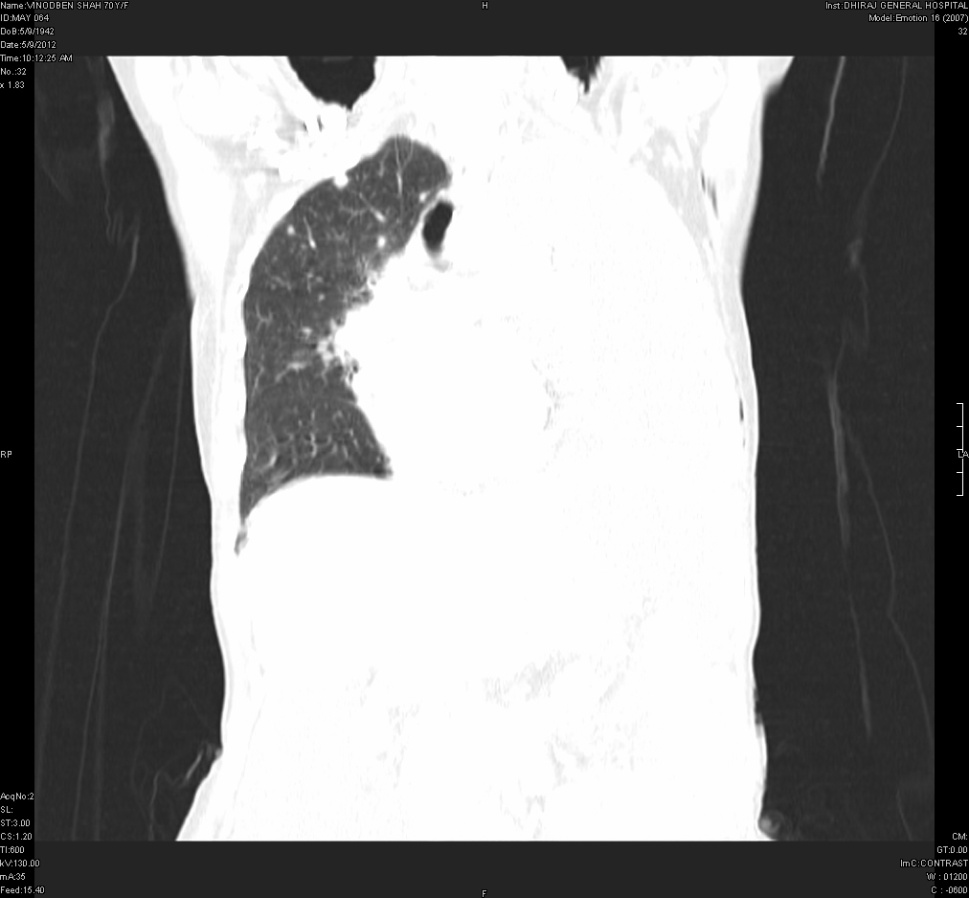 Name:VINODBEN SHAH 70Y/F
ID:MAY 064
DoB:5/9/1942
Date:5/9/2012
Time:10:12:25 AM
No.:32
x 1.83
H
Inst:DHIRAJ GENERAL HOSPITAL
Model:Emotion 16 (2007)
32
RP
LA
AcqNo:2
SL:
ST:3.00
CS:1.20
TI:600
kV:130.00
mA:35
Feed:15.40
F
CM:
GT:0.00
ImC:CONTRAST
W : 01200
C : -0600